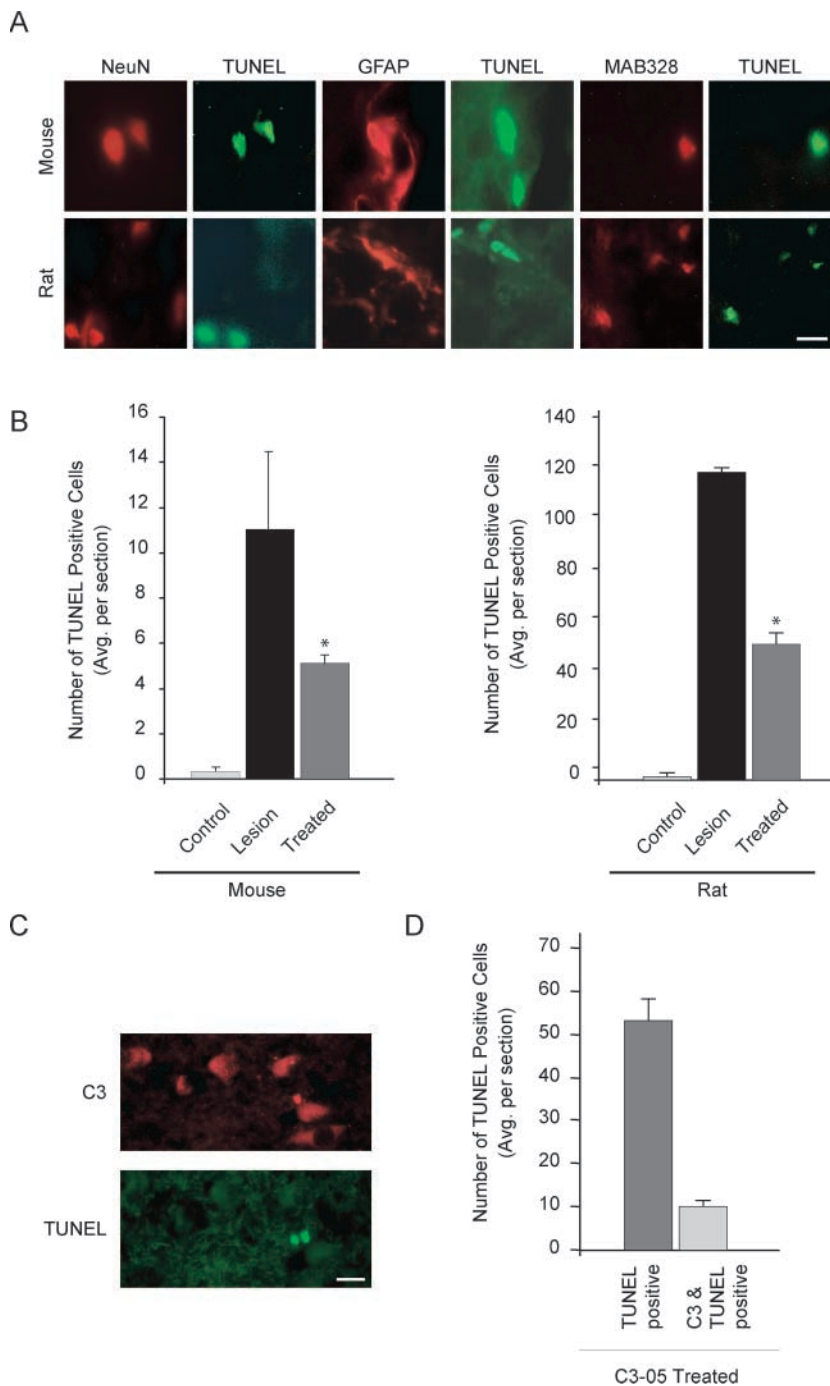 A
NeuN TUNEL GFAP TUNEL MAB328 TUNEL
Mouse
Rat
B
Number of TUNEL Positive Cells
(Avg. per section)
16
14
12
10
8
6
4
2
0
Control
Lesion
Treated
*
Mouse
Number of TUNEL Positive Cells
(Avg. per section)
140
120
100
80
60
40
20
0
Control
Lesion
Treated
*
Rat
C
C3
TUNEL
D
Number of TUNEL Positive Cells
(Avg. per section)
70
60
50
40
30
20
10
0
TUNEL
positive
C3 &
TUNEL
positive
C3-05 Treated